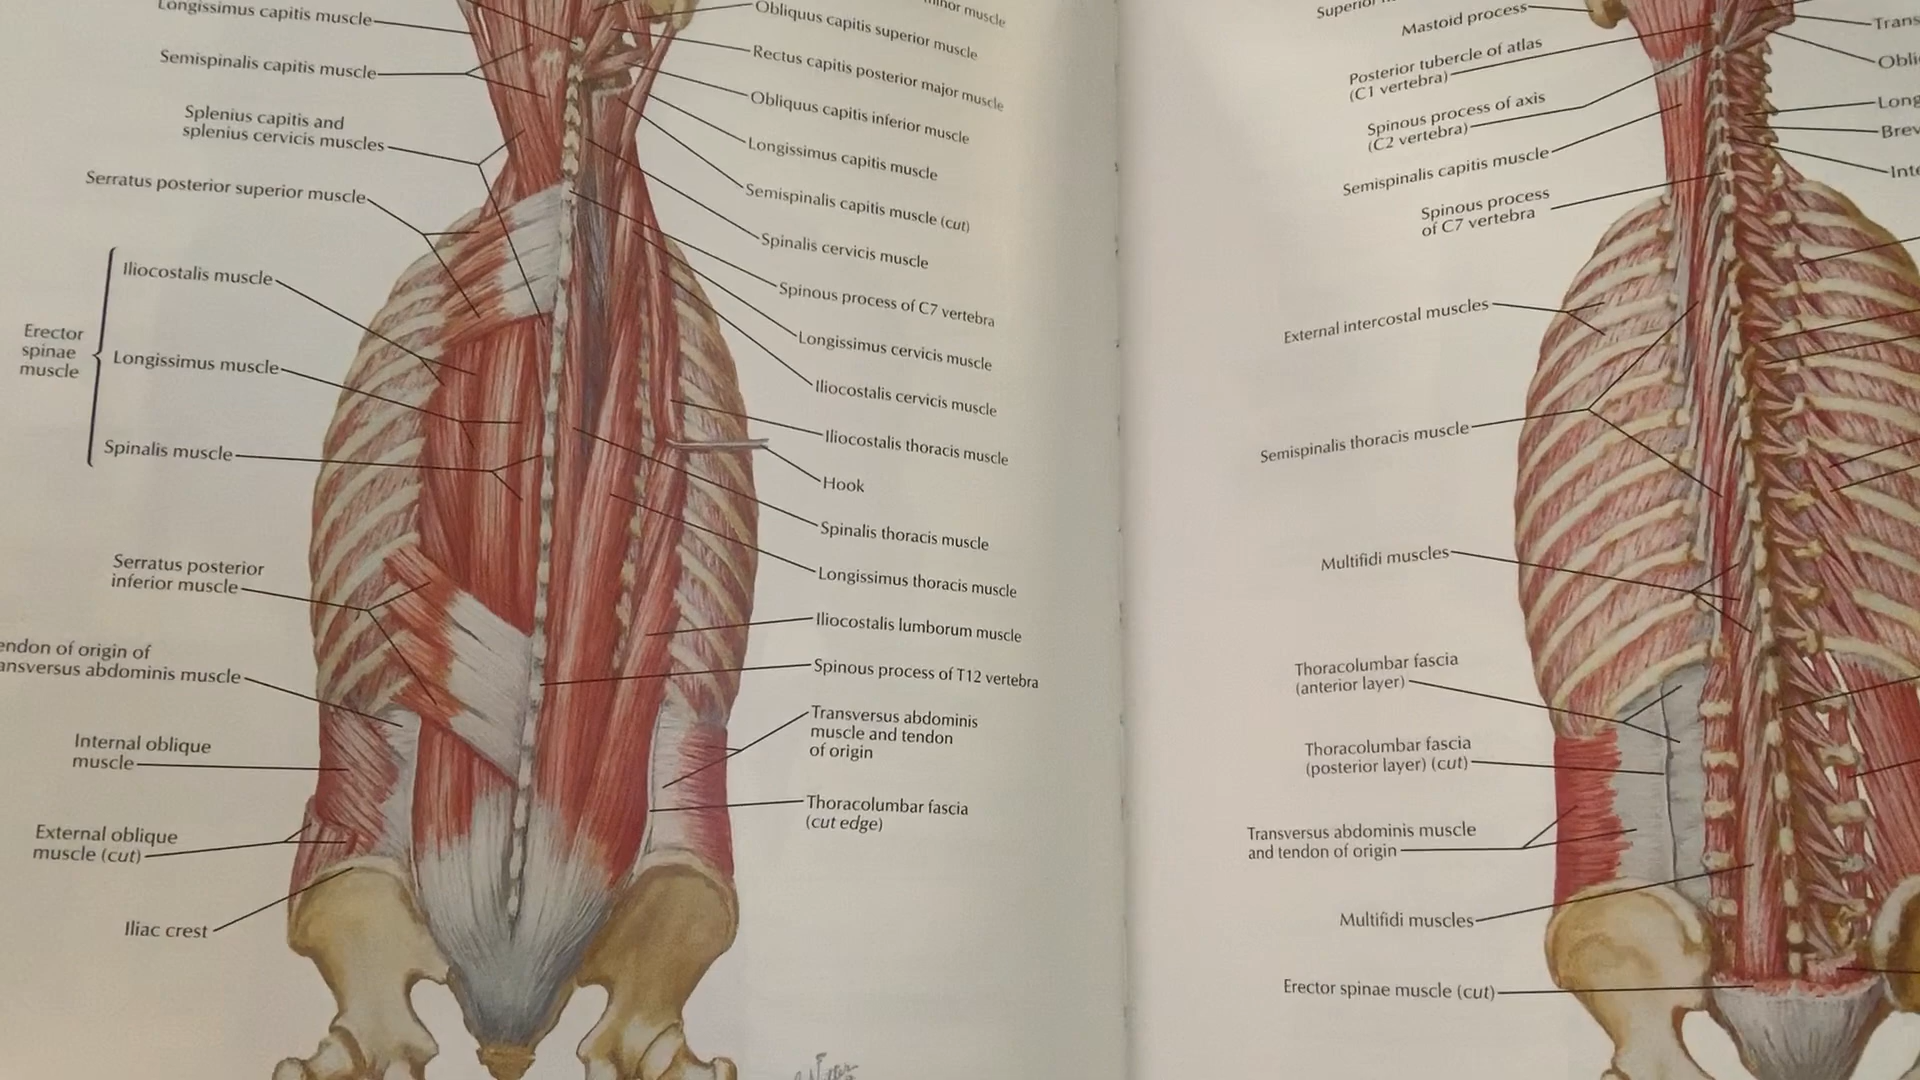 Longissimus capitis muscle
Semispinalis capitis muscle
Splenius capitis and
splenius cervicis muscles
Serratus posterior superior muscle
Erector
spinae
muscle
Iliocostalis muscle
Longissimus muscle
Spinalis muscle
Serratus posterior
inferior muscle
origin of
abdominis muscle
Internal oblique
muscle
External oblique
muscle (cut)
Iliac crest
muscle
Obliquus capitis superior muscle
Rectus capitis posterior major muscle
Obliquus capitis inferior muscle
Longissimus capitis muscle
Semispinalis capitis muscle (cut)
Spinalis cervicis muscle
Spinous process of C7 vertebra
Longissimus cervicis muscle
Iliocostalis cervicis muscle
Iliocostalis thoracis muscle
Hook
Spinalis thoracis muscle
Longissimus thoracis muscle
Iliocostalis lumborum muscle
Spinous process of T12 vertebra
Transversus abdominis
muscle and tendon
of origin
Thoracolumbar fascia
(cut edge)
Mastoid process
Posterior tubercle of atlas
(C1 vertebra)
Spinous process of axis
(C2 vertebra)
Semispinalis capitis muscle
Spinous process
of C7 vertebra
External intercostal muscles
Semispinalis thoracis muscle
Multifidi muscles
Thoracolumbar fascia
(anterior layer)
Thoracolumbar fascia
(posterior layer) (cut)
Transversus abdominis muscle
and tendon of origin
Multifidi muscles
Erector spinae muscle (cut)